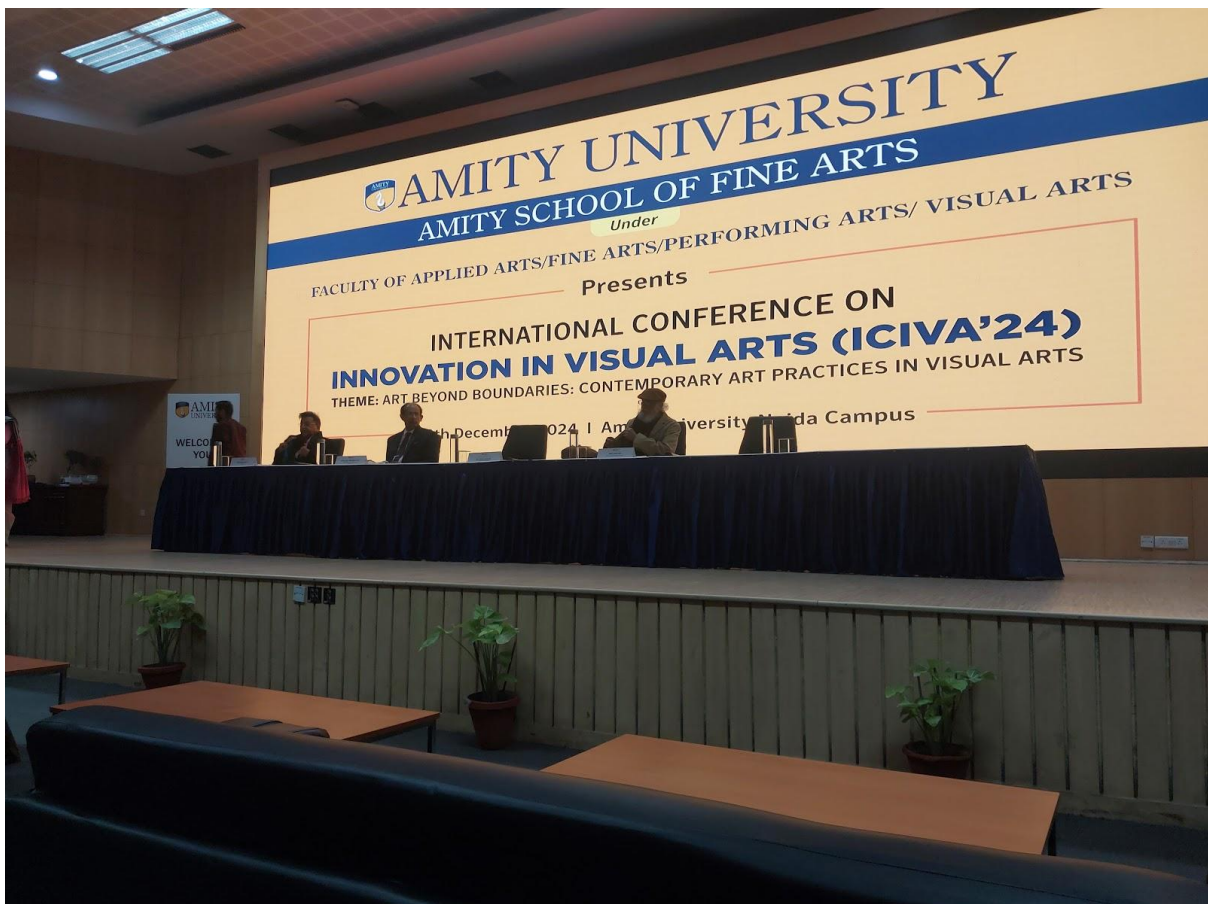 AMITY UNIVERSITY
AMITY SCHOOL OF FINE ARTS
Under
FACULTY OF APPLIED ARTS/FINE ARTS/PERFORMING ARTS/ VISUAL ARTS
Presents
INTERNATIONAL CONFERENCE ON
INNOVATION IN VISUAL ARTS (ICIVA'24)
THEME: ART BEYOND BOUNDARIES: CONTEMPORARY ART PRACTICES IN VISUAL ARTS
2024 I Campus
AMITY